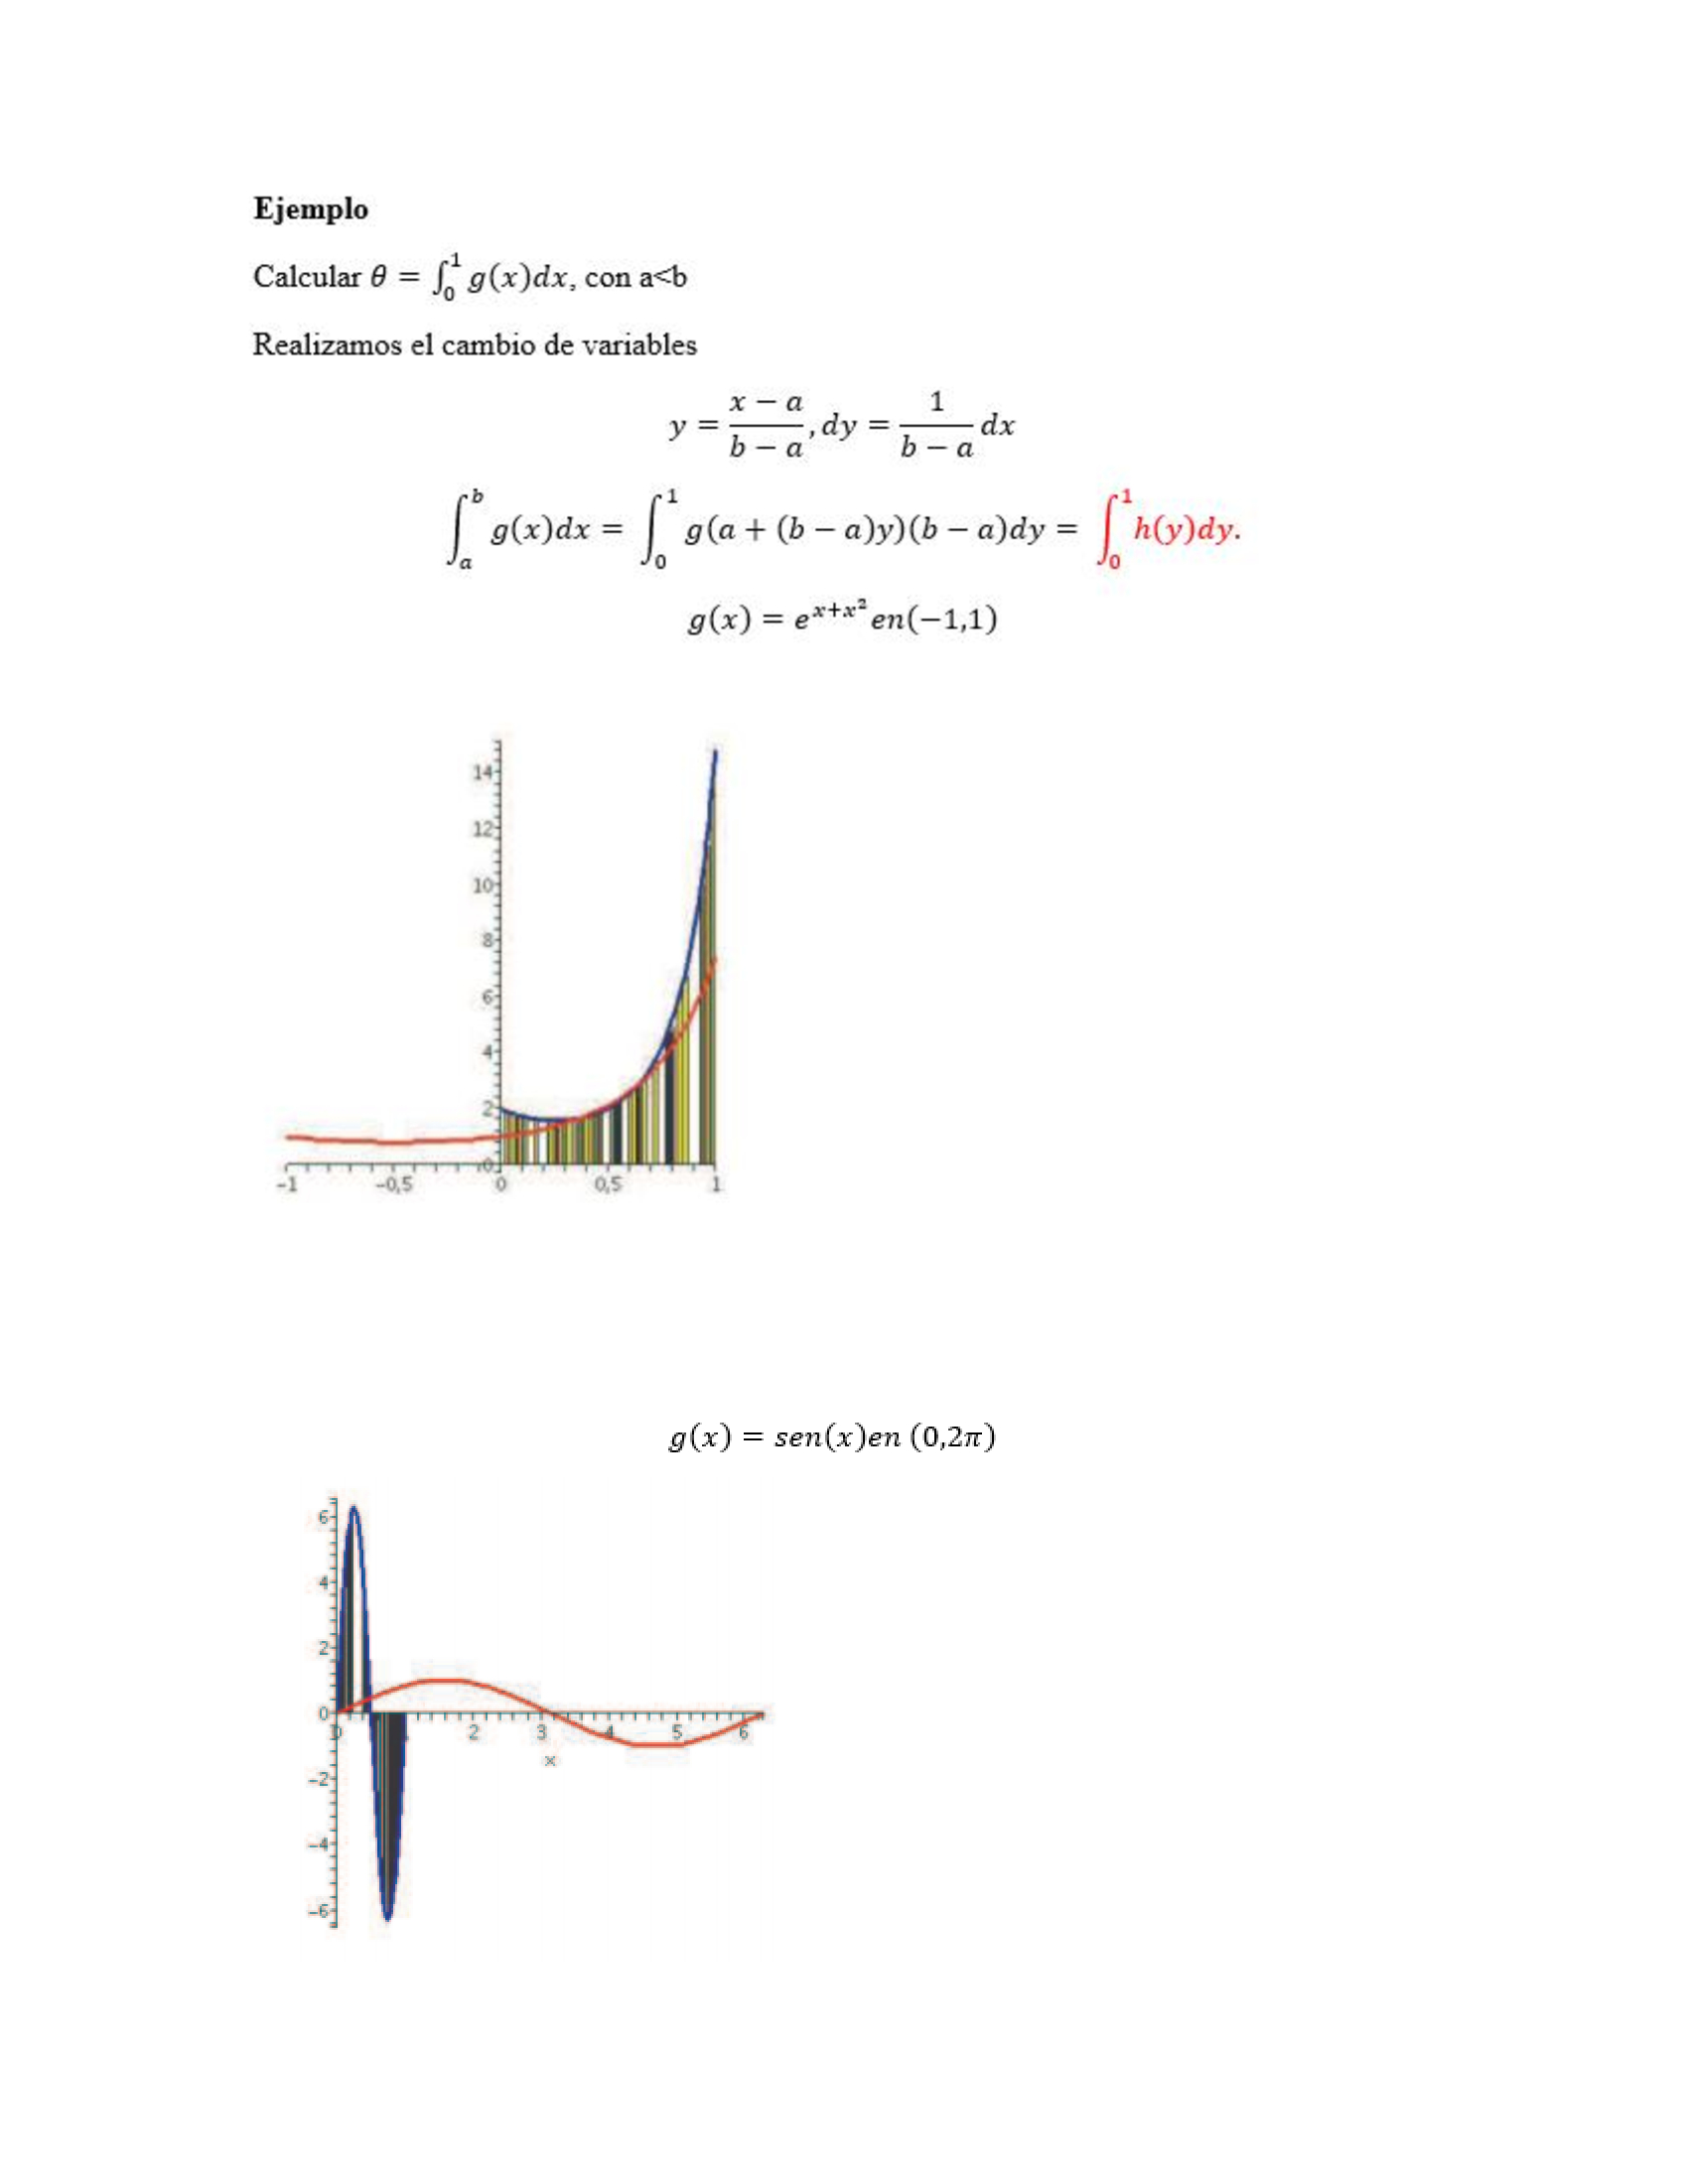 Ejemplo
Calcular θ = ∫₀¹ g(x)dx, con a<b
Realizamos el cambio de variables
y = (x − a)/(b − a), dy = 1/(b − a) dx
∫ₐᵇ g(x)dx = ∫₀¹ g(a + (b − a)y)(b − a)dy = ∫₀¹ h(y)dy.
g(x) = e^(x+x²) en(−1,1)
14
12
10
8
6
4
2
0
−1 −0,5 0 0,5 1
g(x) = sen(x)en (0,2π)
6
4
2
0
0 2 3 4 5 6
x
−2
−4
−6